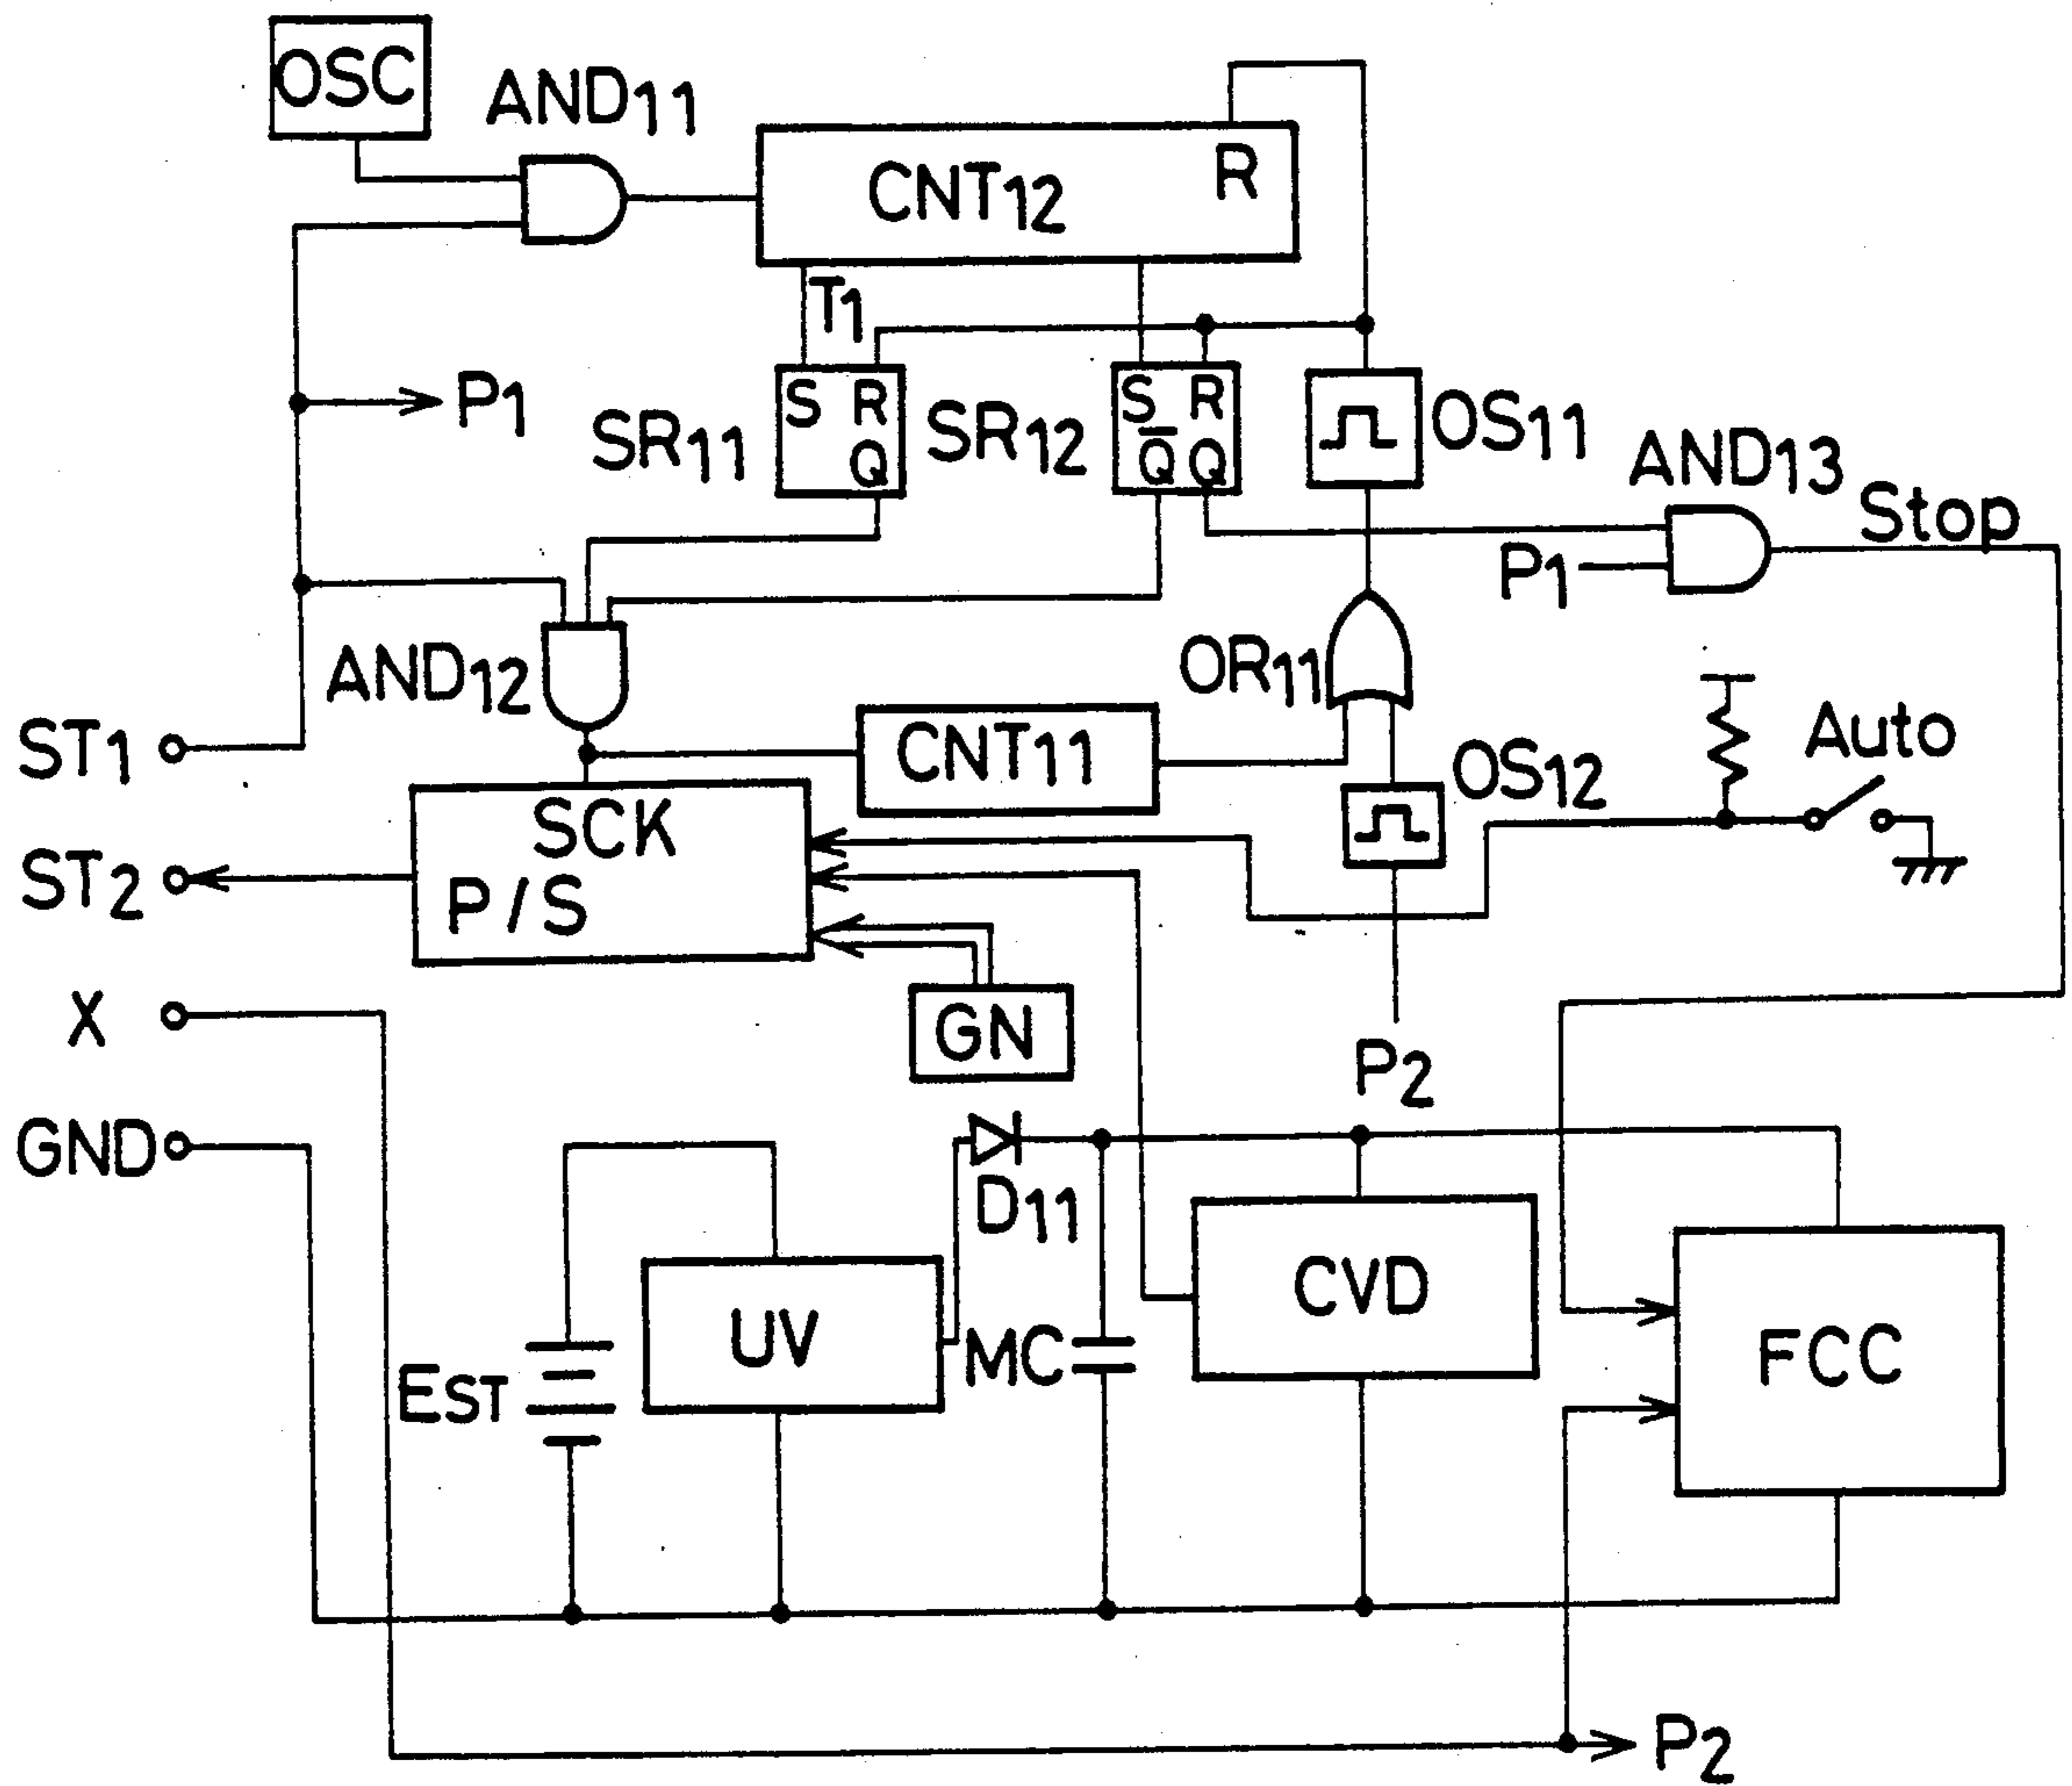 OSC
AND11
CNT12
R
T1
P1
SR11
S R
Q
SR12
S R
Q̅ Q
OS11
AND13
Stop
P1
AND12
OR11
ST1
CNT11
OS12
Auto
SCK
P/S
ST2
X
GN
P2
GND
D11
UV
CVD
MC
FCC
EST
P2